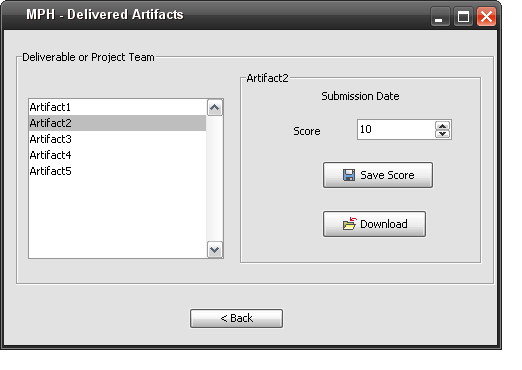 MPH - Delivered Artifacts
Deliverable or Project Team
Artifact1
Artifact2
Artifact3
Artifact4
Artifact5
Artifact2
Submission Date
Score 10
Save Score
Download
< Back